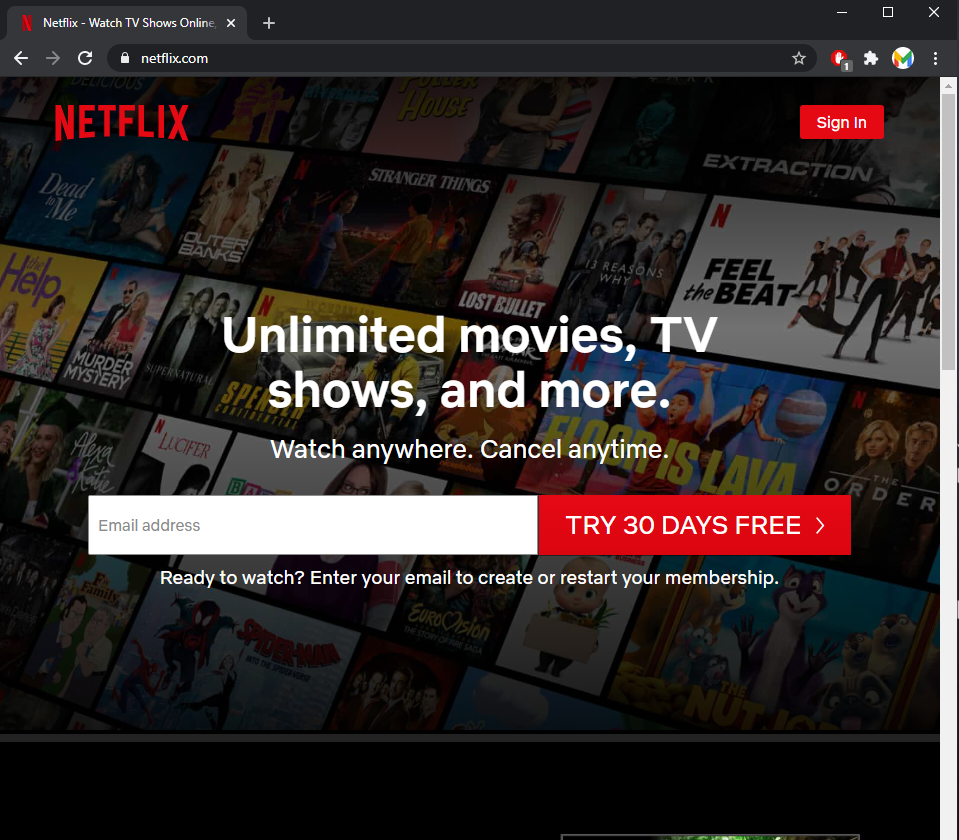 Netflix - Watch TV Shows Online,
netflix.com
1
NETFLIX
Sign In
DELICIOUS
FULLER HOUSE
EXTRACTION
Dead to Me
OUTER BANKS
STRANGER THINGS
LOST BULLET
13 REASONS WHY
FEEL the BEAT
the Help
MURDER MYSTERY
SUPERNATURAL
SPENSER CONFIDENTIAL
Unlimited movies, TV
shows, and more.
Watch anywhere. Cancel anytime.
Alexa Katie
LUCIFER
FLOOR IS LAVA
THE ORDER
Email address
TRY 30 DAYS FREE
Ready to watch? Enter your email to create or restart your membership.
Family
SPIDER-MAN
INTO THE SPIDER-VERSE
EUROVISION
THE STORY OF FIRE SAGA
THE NUT JOB